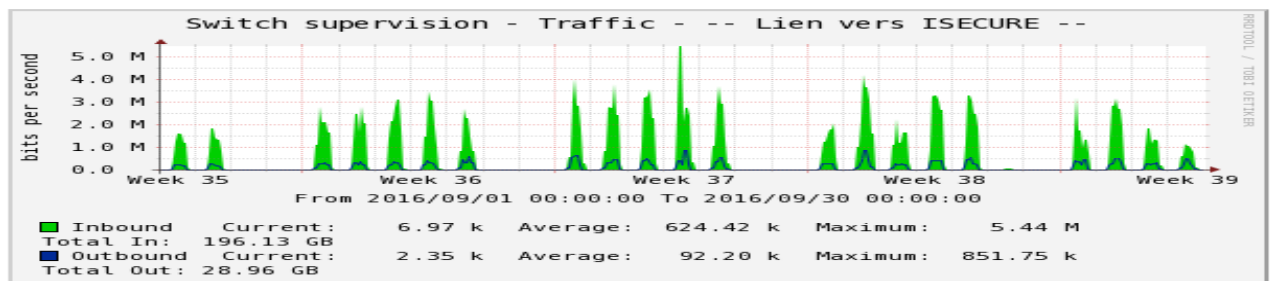 Switch supervision - Traffic - -- Lien vers ISECURE --
RRDTOOL / TOBI OETIKER
bits per second
5.0 M
4.0 M
3.0 M
2.0 M
1.0 M
0.0
Week 35 Week 36 Week 37 Week 38 Week 39
From 2016/09/01 00:00:00 To 2016/09/30 00:00:00
Inbound Current: 6.97 k Average: 624.42 k Maximum: 5.44 M
Total In: 196.13 GB
Outbound Current: 2.35 k Average: 92.20 k Maximum: 851.75 k
Total Out: 28.96 GB